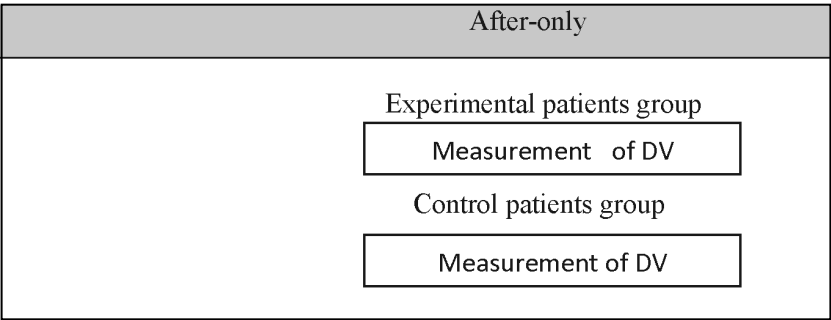 After-only
Experimental patients group
Measurement of DV
Control patients group
Measurement of DV